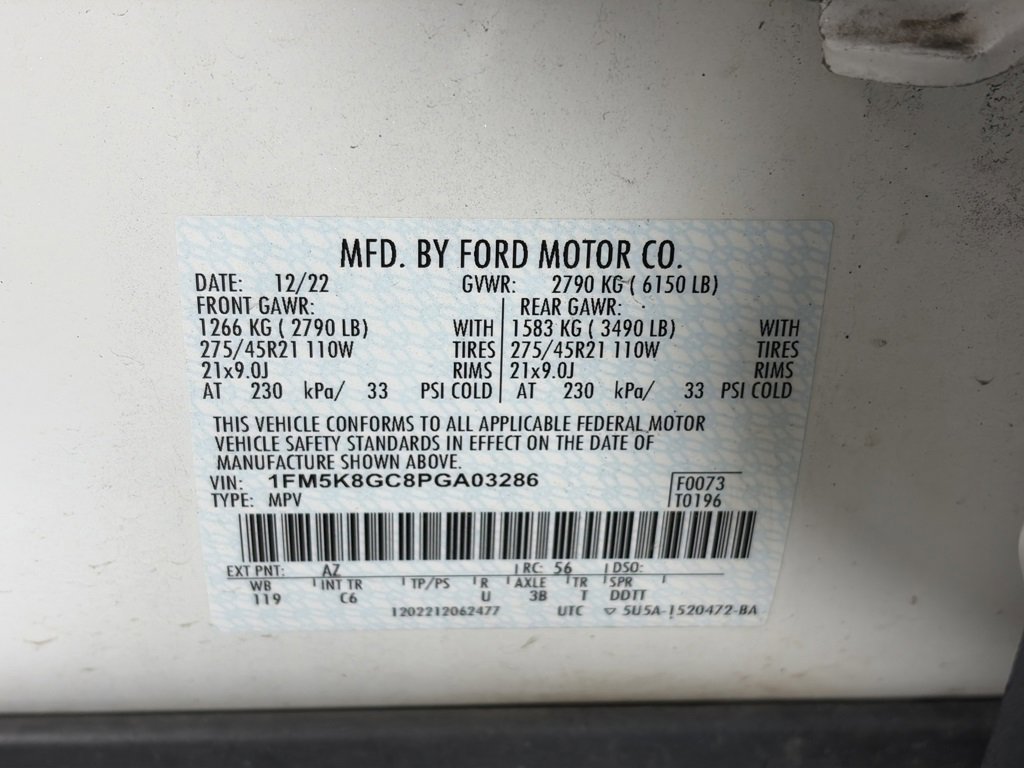 MFD. BY FORD MOTOR CO.
DATE: 12/22 GVWR: 2790 KG ( 6150 LB)
FRONT GAWR: REAR GAWR:
1266 KG ( 2790 LB) WITH 1583 KG ( 3490 LB) WITH
275/45R21 110W TIRES 275/45R21 110W TIRES
21x9.0J RIMS 21x9.0J RIMS
AT 230 kPa/ 33 PSI COLD AT 230 kPa/ 33 PSI COLD
THIS VEHICLE CONFORMS TO ALL APPLICABLE FEDERAL MOTOR
VEHICLE SAFETY STANDARDS IN EFFECT ON THE DATE OF
MANUFACTURE SHOWN ABOVE.
VIN: 1FM5K8GC8PGA03286 F0073
TYPE: MPV T0196
EXT PNT: AZ RC: 56 DSO:
WB INT TR TP/PS R AXLE TR SPR
119 C6 U 3B T DDTT
1202212062477 UTC ▽ 5U5A-1520472-BA